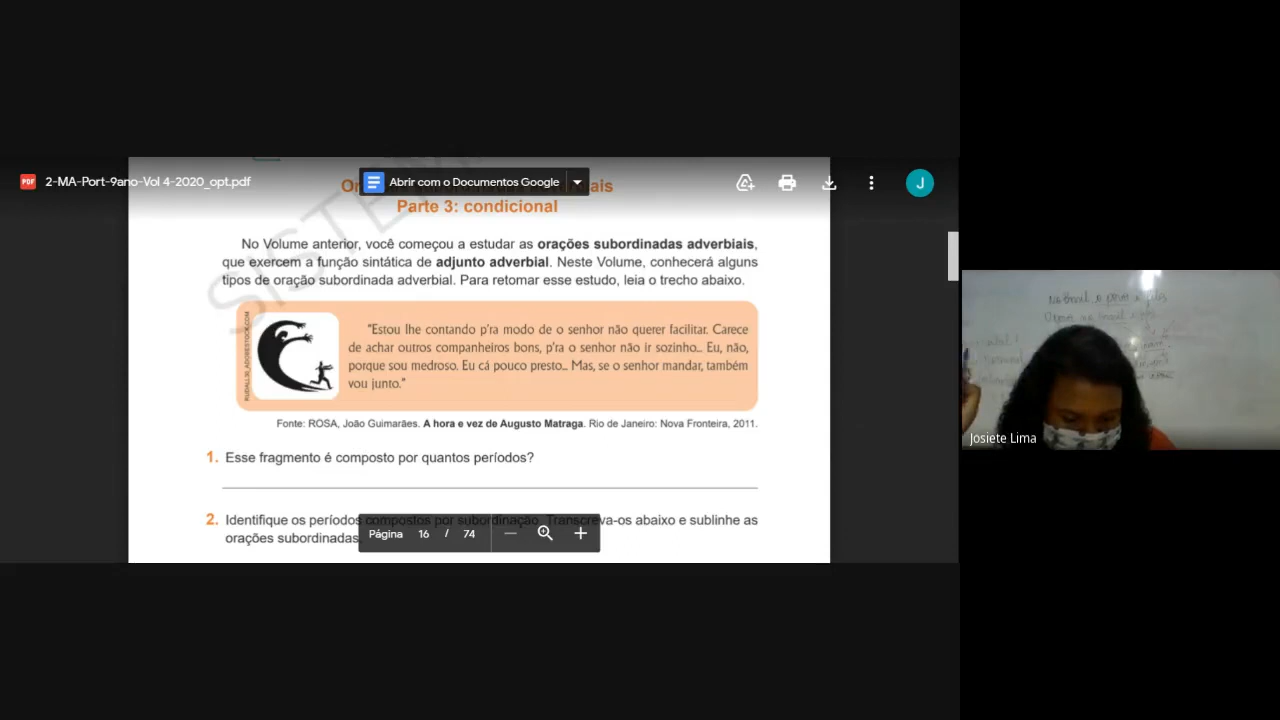 2-MA-Port-9ano-Vol 4-2020_opt.pdf
Abrir com o Documentos Google
J
Parte 3: condicional
No Volume anterior, você começou a estudar as orações subordinadas adverbiais,
que exercem a função sintática de adjunto adverbial. Neste Volume, conhecerá alguns
tipos de oração subordinada adverbial. Para retomar esse estudo, leia o trecho abaixo.
"Estou lhe contando p'ra modo de o senhor não querer facilitar. Carece
de achar outros companheiros bons, p'ra o senhor não ir sozinho... Eu, não,
porque sou medroso. Eu cá pouco presto... Mas, se o senhor mandar, também
vou junto."
Fonte: ROSA, João Guimarães. A hora e vez de Augusto Matraga. Rio de Janeiro: Nova Fronteira, 2011.
1. Esse fragmento é composto por quantos períodos?
2. Identifique os períodos compostos por subordinação. Transcreva-os abaixo e sublinhe as
orações subordinadas
Página 16 / 74
Josiete Lima